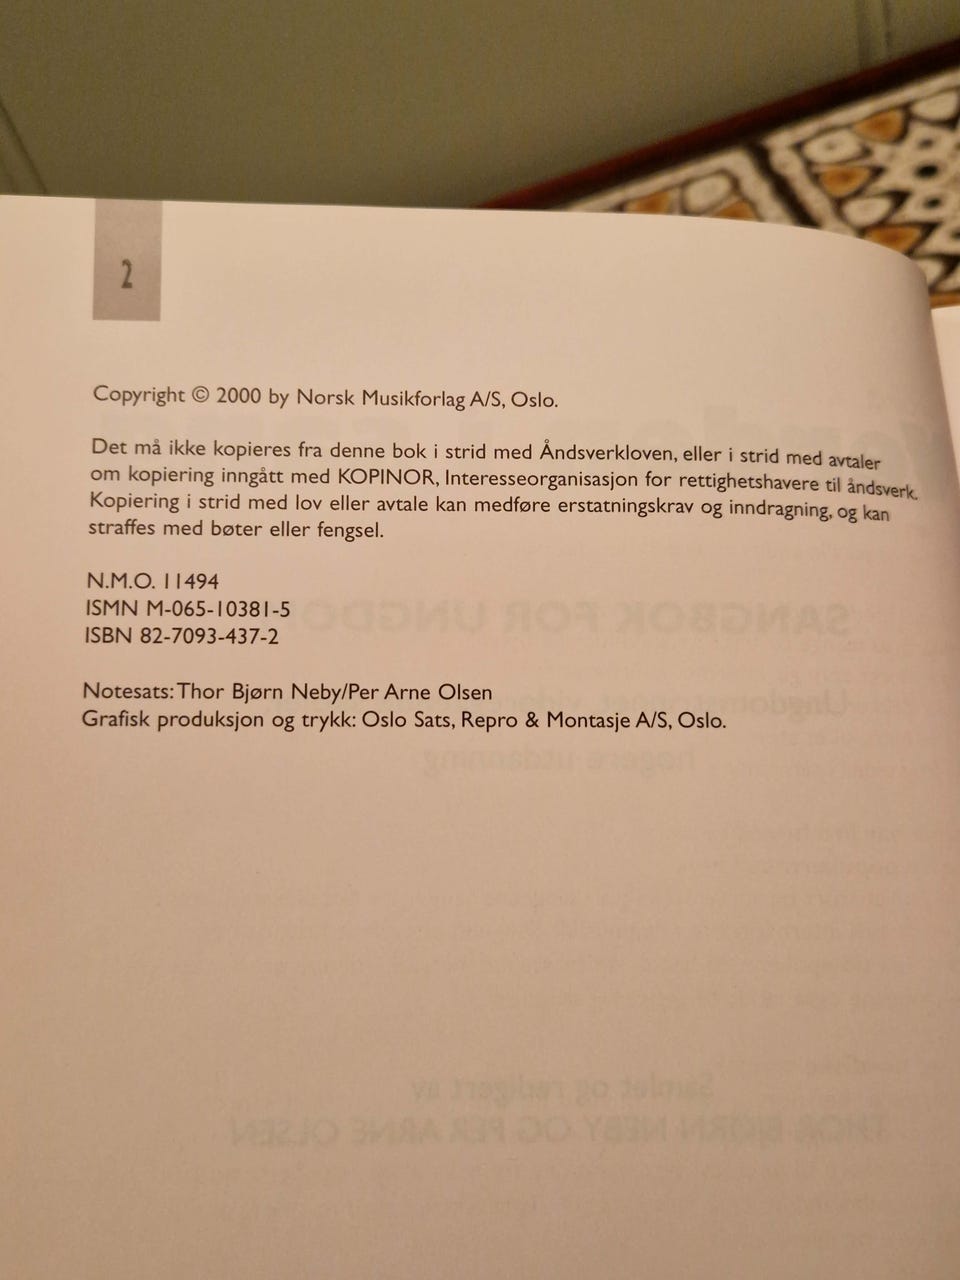 2
Copyright © 2000 by Norsk Musikforlag A/S, Oslo.
Det må ikke kopieres fra denne bok i strid med Åndsverkloven, eller i strid med avtaler
om kopiering inngått med KOPINOR, Interesseorganisasjon for rettighetshavere til åndsverk.
Kopiering i strid med lov eller avtale kan medføre erstatningskrav og inndragning, og kan
straffes med bøter eller fengsel.
N.M.O. 11494
ISMN M-065-10381-5
ISBN 82-7093-437-2
Notesats: Thor Bjørn Neby/Per Arne Olsen
Grafisk produksjon og trykk: Oslo Sats, Repro & Montasje A/S, Oslo.